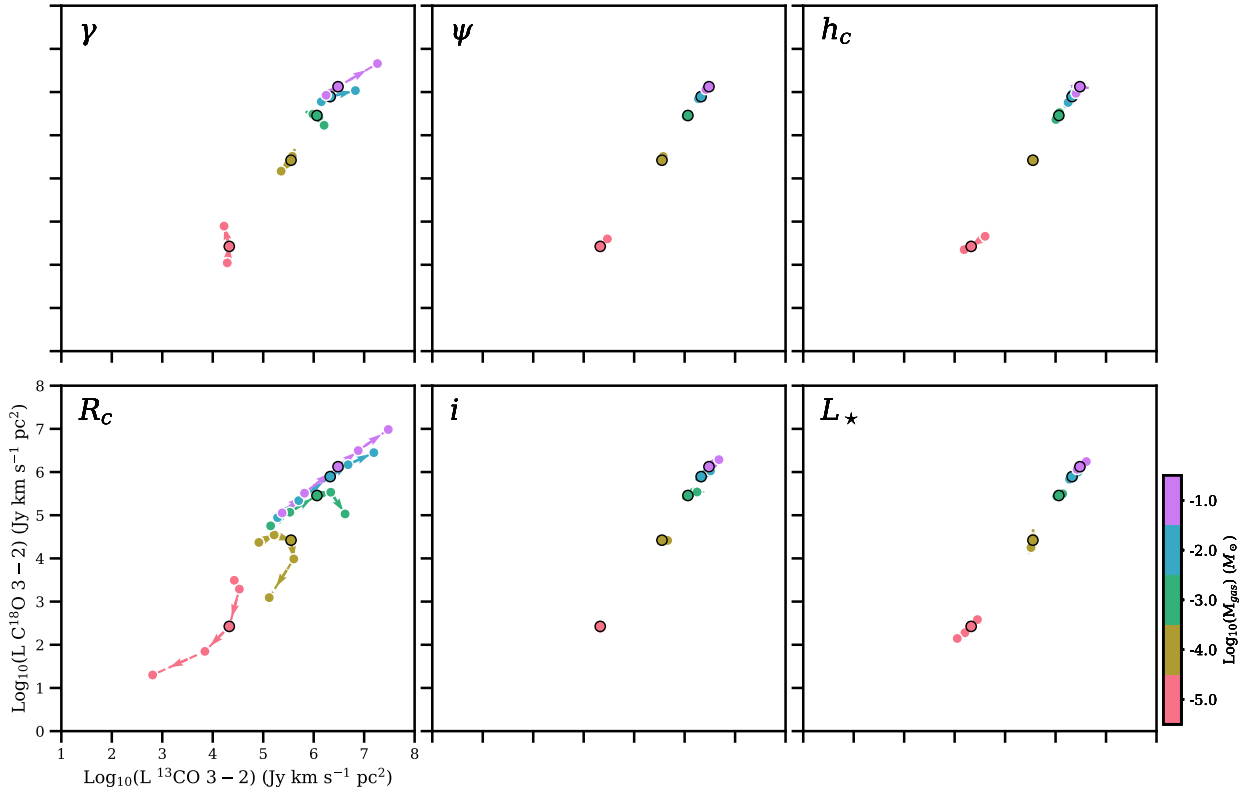 γ
ψ
h_c
R_c
i
L_⋆
8
7
6
5
4
3
2
1
0
Log₁₀(L C¹⁸O 3 − 2) (Jy km s⁻¹ pc²)
1 2 3 4 5 6 7 8
Log₁₀(L ¹³CO 3 − 2) (Jy km s⁻¹ pc²)
-1.0
-2.0
-3.0
-4.0
-5.0
Log₁₀(M_gas) (M_⊙)